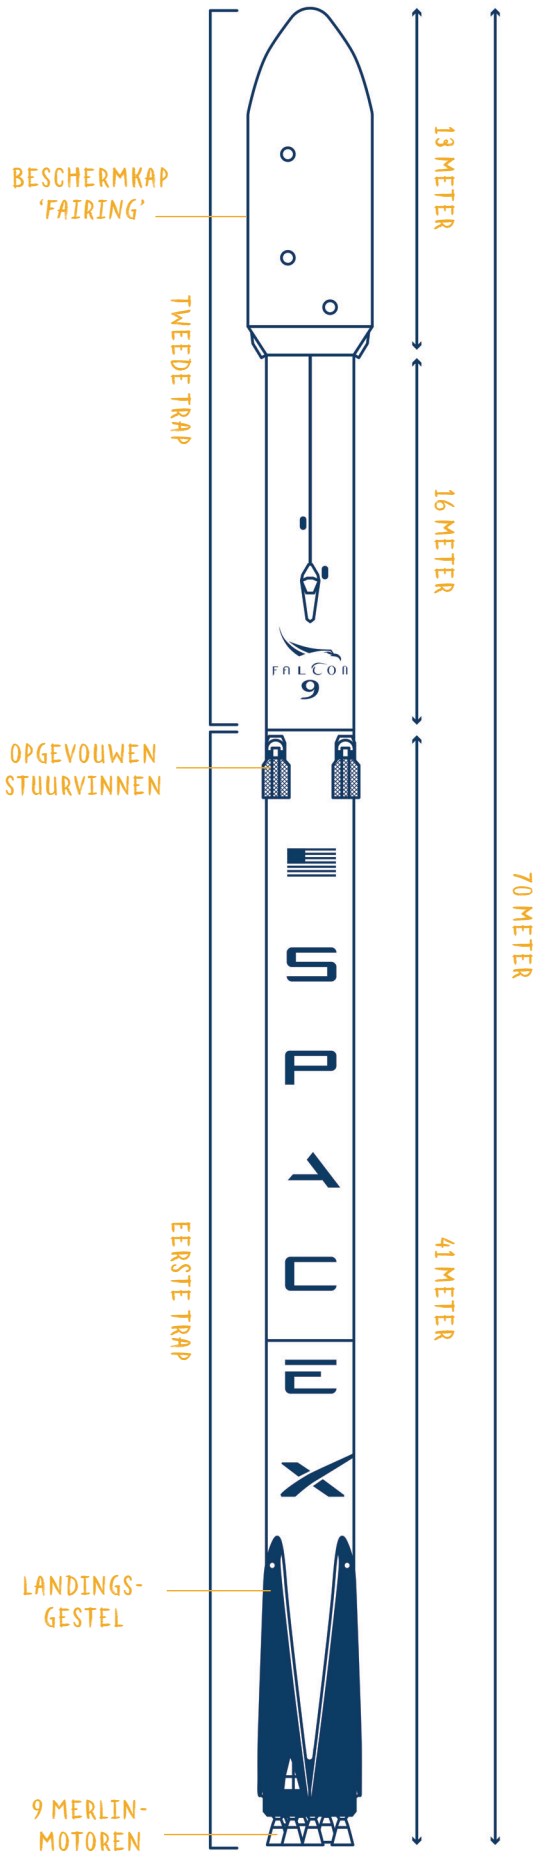 13 METER
BESCHERMKAP
‘FAIRING’
TWEEDE TRAP
16 METER
FALCON
9
OPGEVOUWEN
STUURVINNEN
70 METER
S
P
A
C
E
X
EERSTE TRAP
41 METER
LANDINGS-
GESTEL
9 MERLIN-
MOTOREN